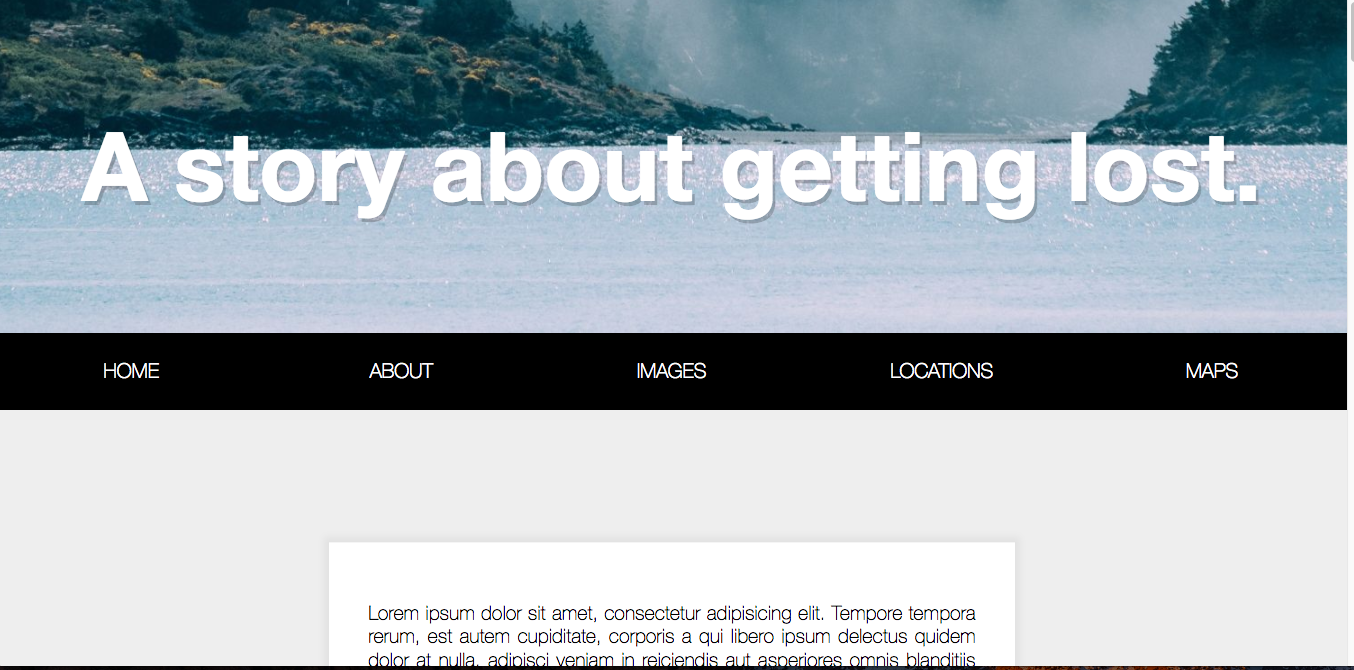 A story about getting lost.
HOME ABOUT IMAGES LOCATIONS MAPS
Lorem ipsum dolor sit amet, consectetur adipisicing elit. Tempore tempora
rerum, est autem cupiditate, corporis a qui libero ipsum delectus quidem
dolor at nulla, adipisci veniam in reiciendis aut asperiores omnis blanditiis